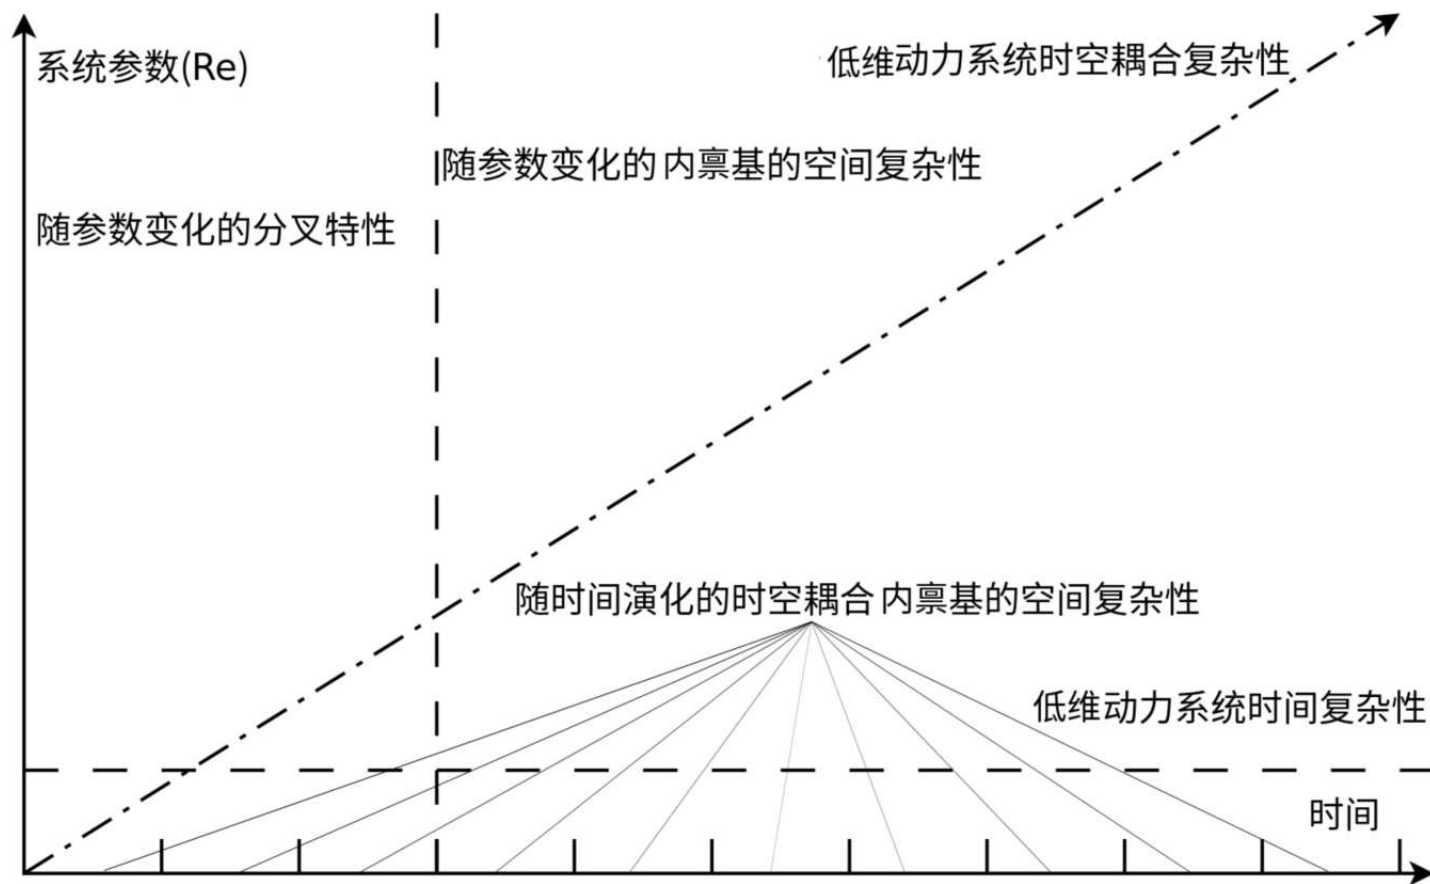 系统参数(Re)
低维动力系统时空耦合复杂性
随参数变化的内禀基的空间复杂性
随参数变化的分叉特性
随时间演化的时空耦合内禀基的空间复杂性
低维动力系统时间复杂性
时间